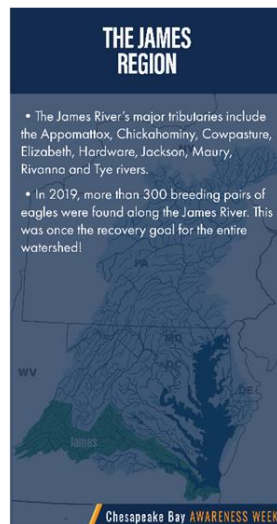 THE JAMES
REGION
• The James River's major tributaries include
the Appomattox, Chickahominy, Cowpasture,
Elizabeth, Hardware, Jackson, Maury,
Rivanna and Tye rivers.
• In 2019, more than 300 breeding pairs of
eagles were found along the James River. This
was once the recovery goal for the entire
watershed!
NY
PA
MD
DC
WV
DE
James
Chesapeake Bay AWARENESS WEEK